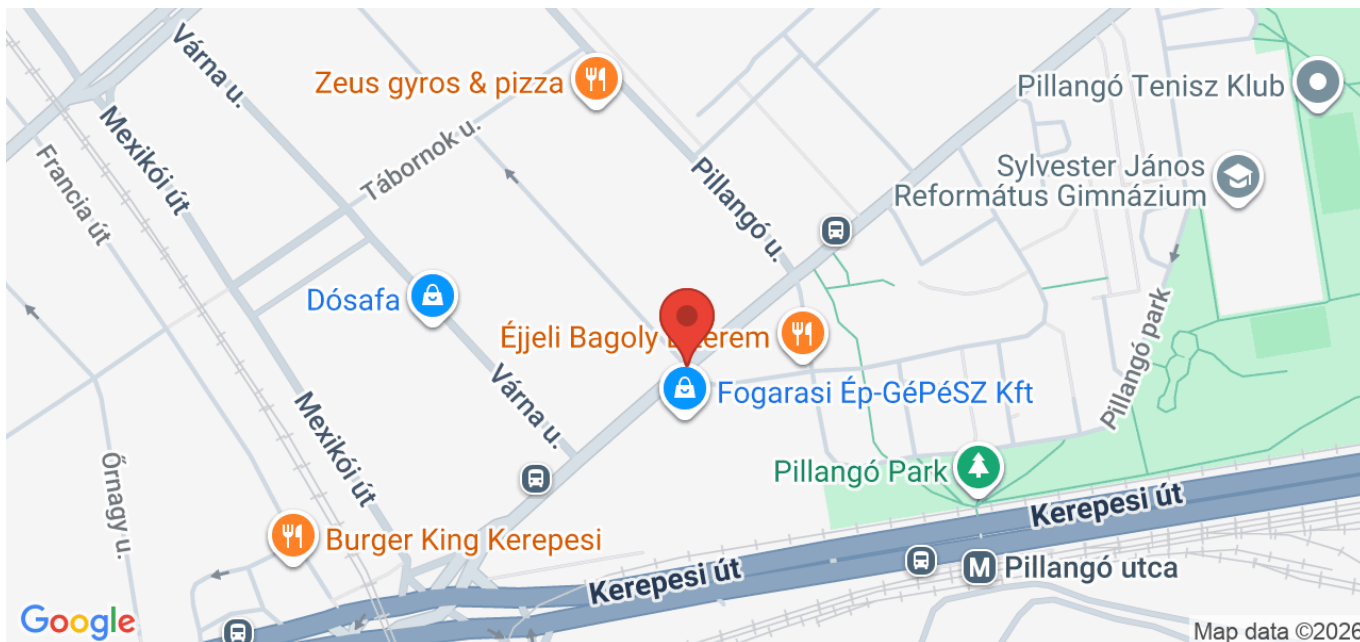 Várna u.
Zeus gyros & pizza
Pillangó Tenisz Klub
Mexikói út
Tábornok u.
Francia út
Pillangó u.
Sylvester János
Református Gimnázium
Dósafa
Éjjeli Bagoly
terem
Pillangó park
Várna u.
Fogarasi Ép-GéPéSZ Kft
Mexikói út
Őrnagy u.
Pillangó Park
Kerepesi út
Burger King Kerepesi
Kerepesi út
M
Pillangó utca
Google
Map data ©2026